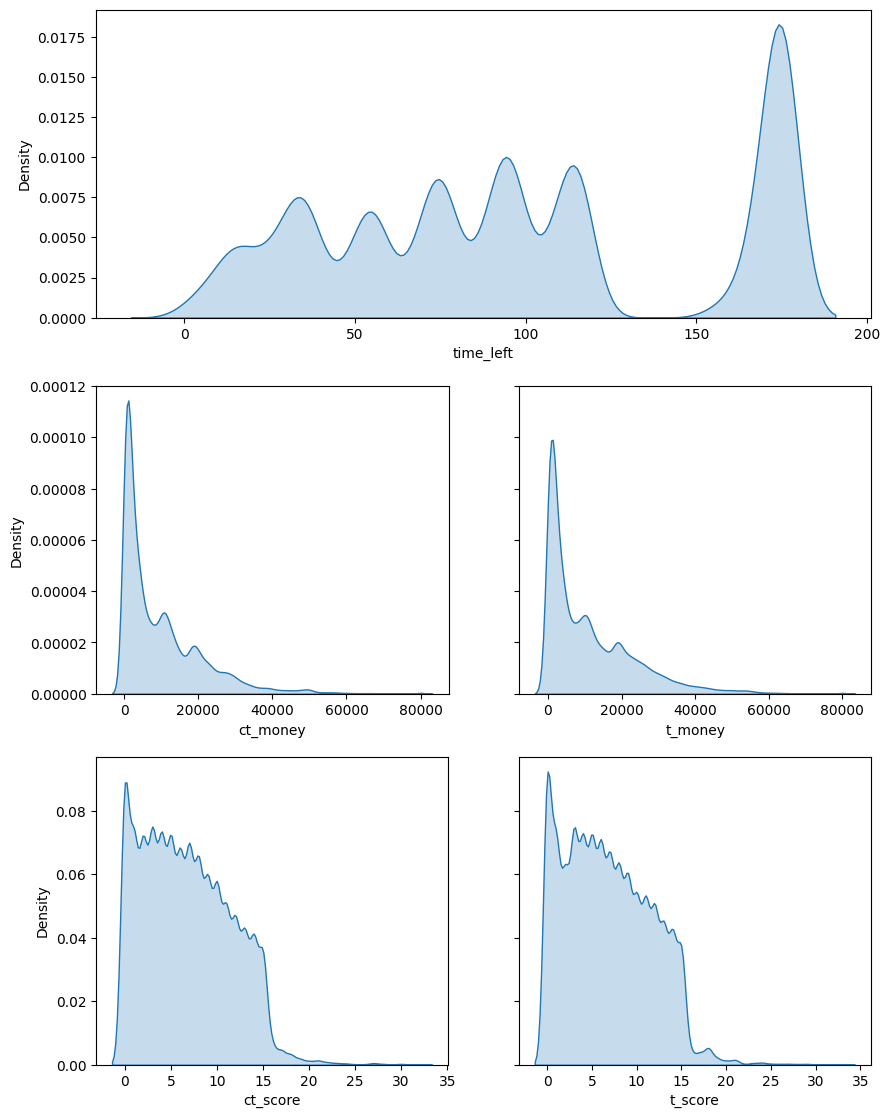 0.0175
0.0150
0.0125
0.0100
0.0075
0.0050
0.0025
0.0000
Density
0 50 100 150 200
time_left
0.00012
0.00010
0.00008
0.00006
0.00004
0.00002
0.00000
Density
0 20000 40000 60000 80000
ct_money
0 20000 40000 60000 80000
t_money
0.08
0.06
0.04
0.02
0.00
Density
0 5 10 15 20 25 30 35
ct_score
0 5 10 15 20 25 30 35
t_score